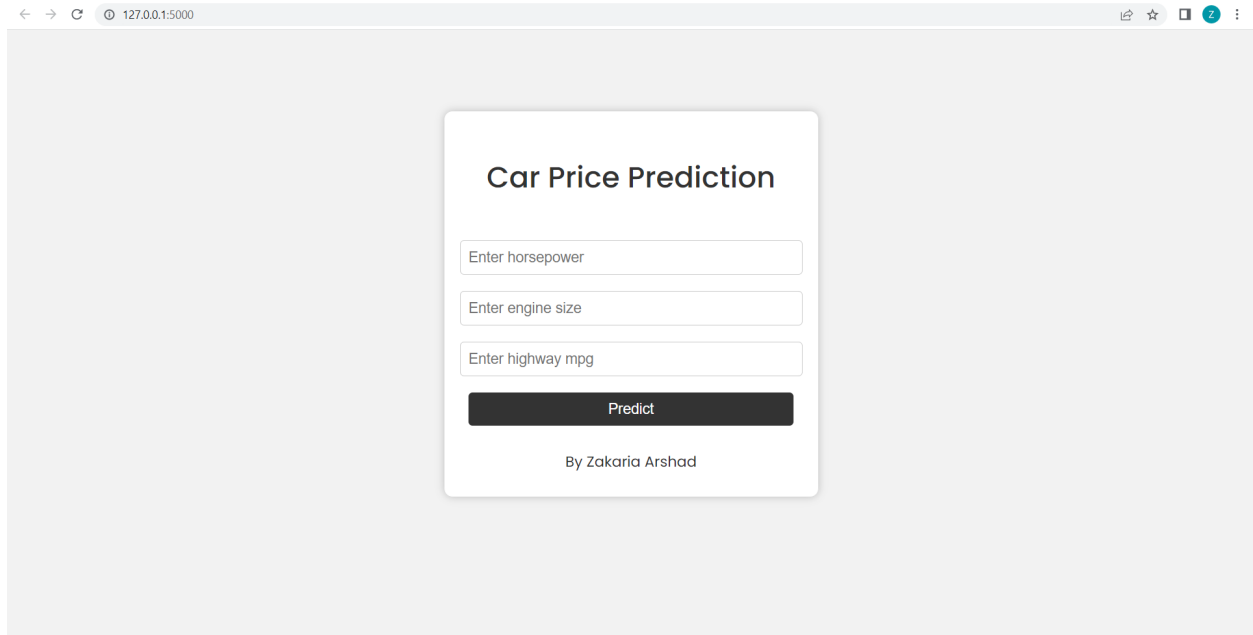 127.0.0.1:5000
Z
Car Price Prediction
Enter horsepower
Enter engine size
Enter highway mpg
Predict
By Zakaria Arshad